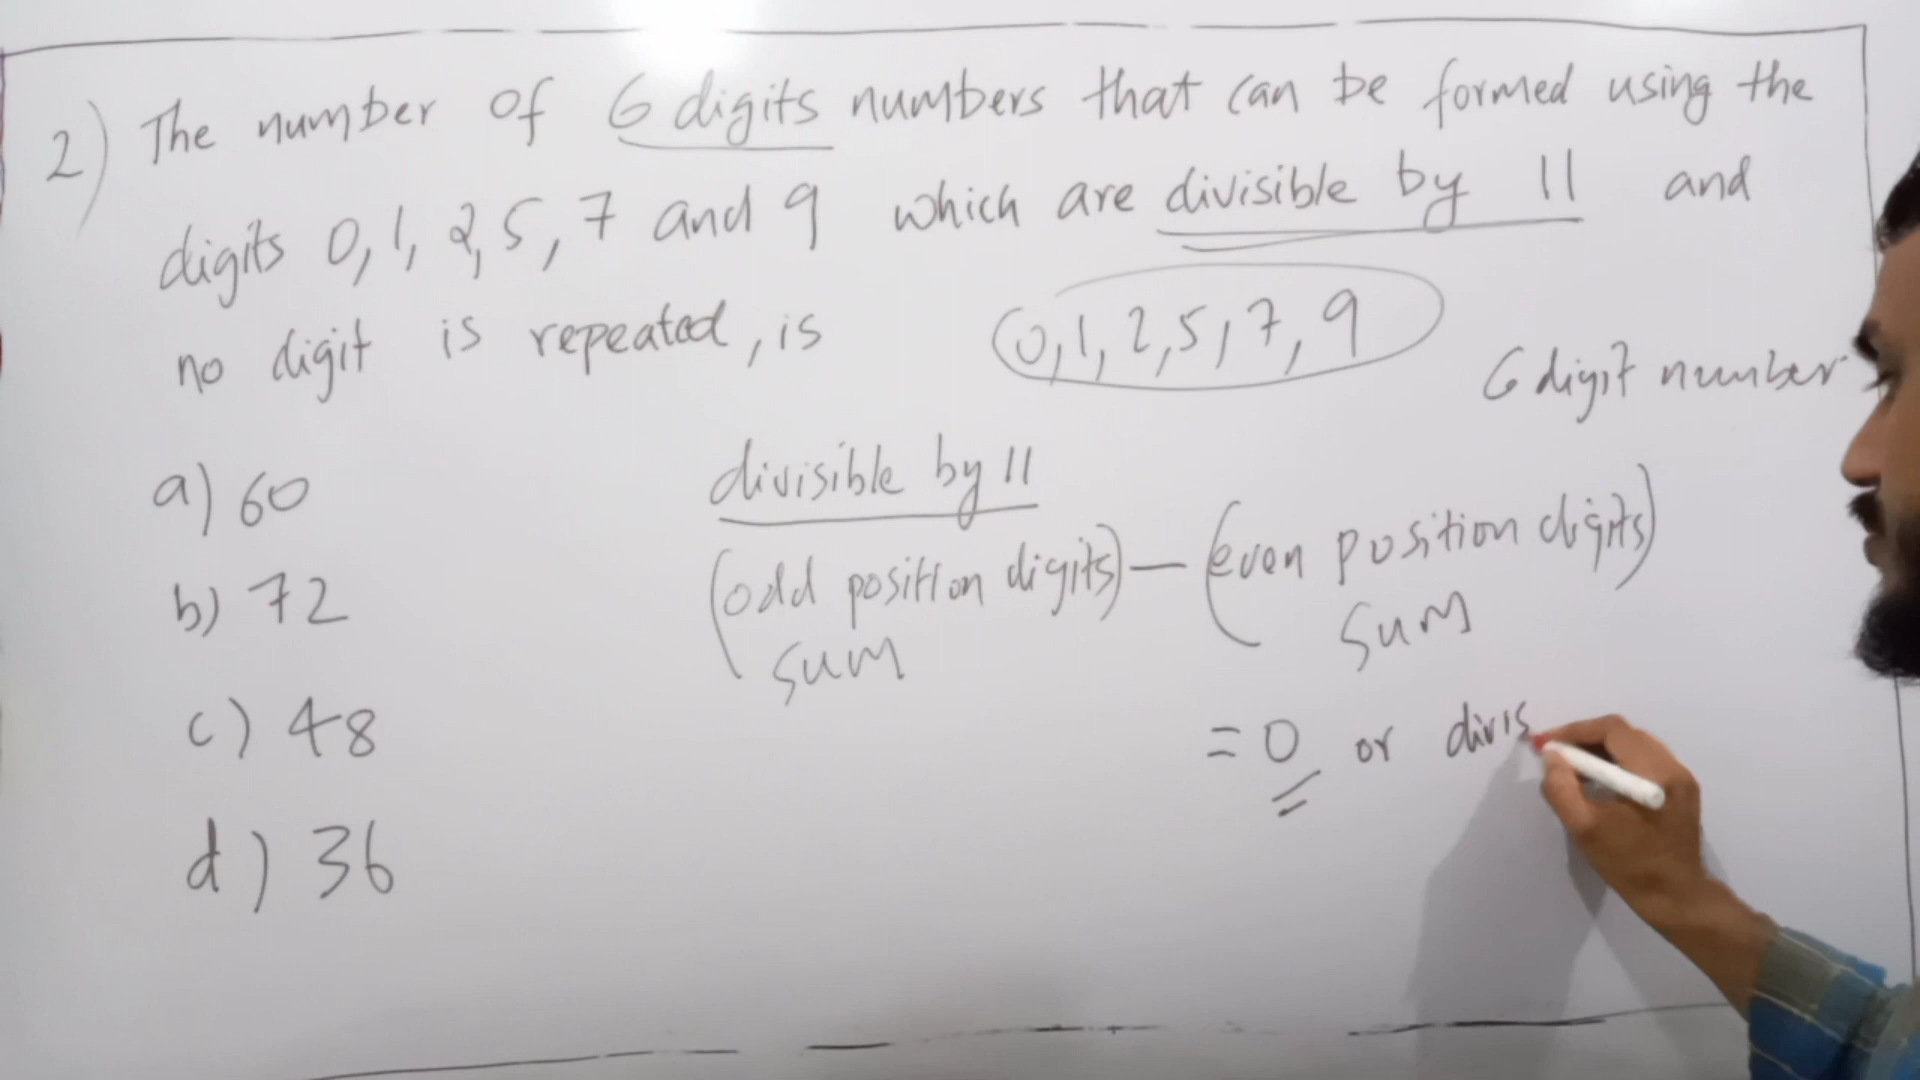 2) The number of 6 digits numbers that can be formed using the
digits 0, 1, 2, 5, 7 and 9 which are divisible by 11 and
no digit is repeated, is
0, 1, 2, 5, 7, 9
6 digit number
a) 60
b) 72
c) 48
d) 36
divisible by 11
(odd position digits) — (even position digits)
sum sum
= 0 or divis